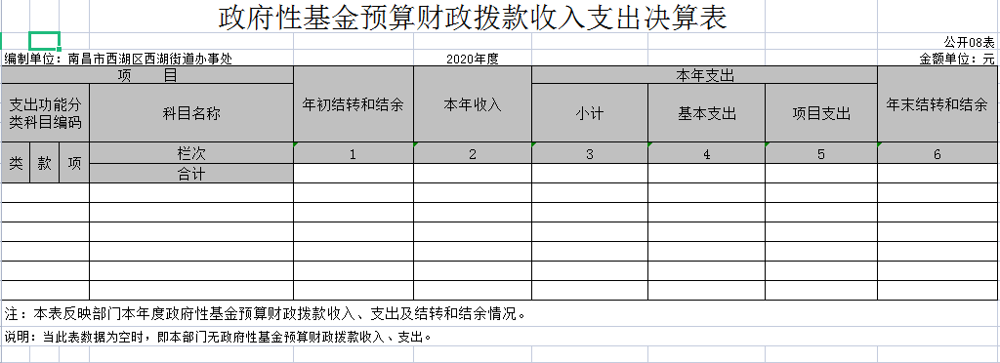 政府性基金预算财政拨款收入支出决算表
公开08表
编制单位：南昌市西湖区西湖街道办事处 2020年度 金额单位：元
项 目 本年支出
支出功能分类科目编码 科目名称 年初结转和结余 本年收入 小计 基本支出 项目支出 年末结转和结余
类 款 项 栏次 1 2 3 4 5 6
合计
注：本表反映部门本年度政府性基金预算财政拨款收入、支出及结转和结余情况。
说明：当此表数据为空时，即本部门无政府性基金预算财政拨款收入、支出。